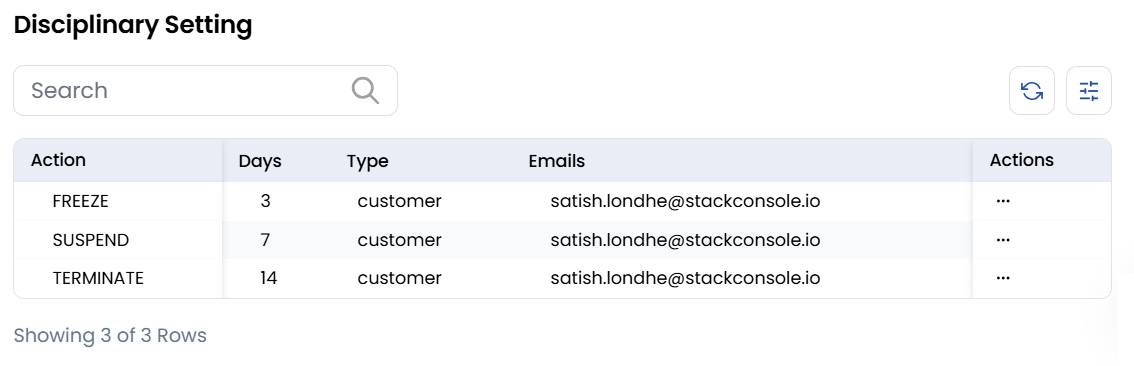 Disciplinary Setting
Search
Action Days Type Emails Actions
FREEZE 3 customer satish.londhe@stackconsole.io ...
SUSPEND 7 customer satish.londhe@stackconsole.io ...
TERMINATE 14 customer satish.londhe@stackconsole.io ...
Showing 3 of 3 Rows